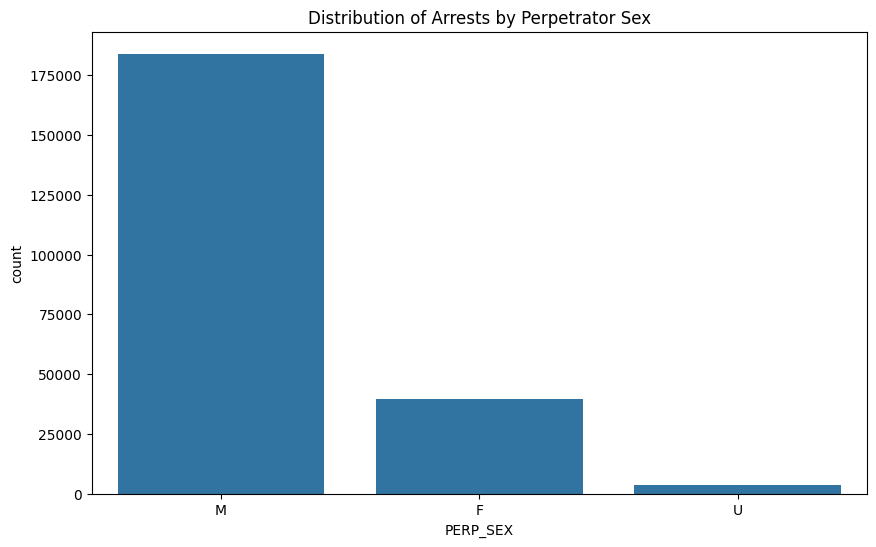 Distribution of Arrests by Perpetrator Sex
175000
150000
125000
100000
75000
50000
25000
0
count
M
F
U
PERP_SEX